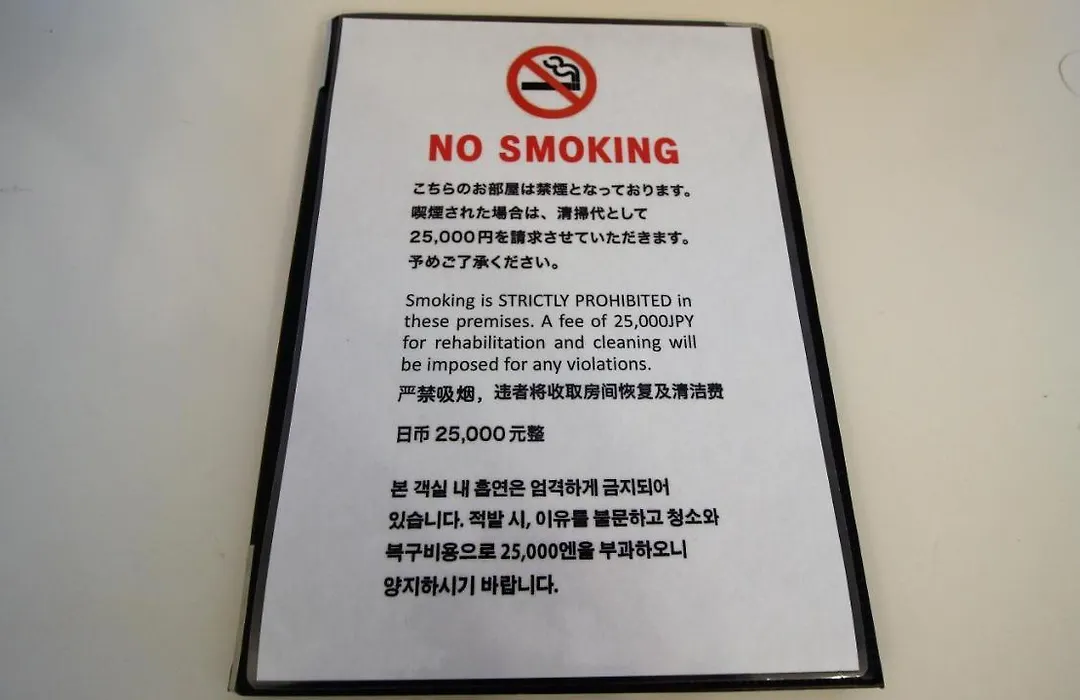 NO SMOKING
こちらのお部屋は禁煙となっております。
喫煙された場合は、清掃代として
25,000円を請求させていただきます。
予めご了承ください。
Smoking is STRICTLY PROHIBITED in
these premises. A fee of 25,000JPY
for rehabilitation and cleaning will
be imposed for any violations.
严禁吸烟，违者将收取房间恢复及清洁费
日币 25,000元整
본 객실 내 흡연은 엄격하게 금지되어
있습니다. 적발 시, 이유를 불문하고 청소와
복구비용으로 25,000엔을 부과하오니
양지하시기 바랍니다.